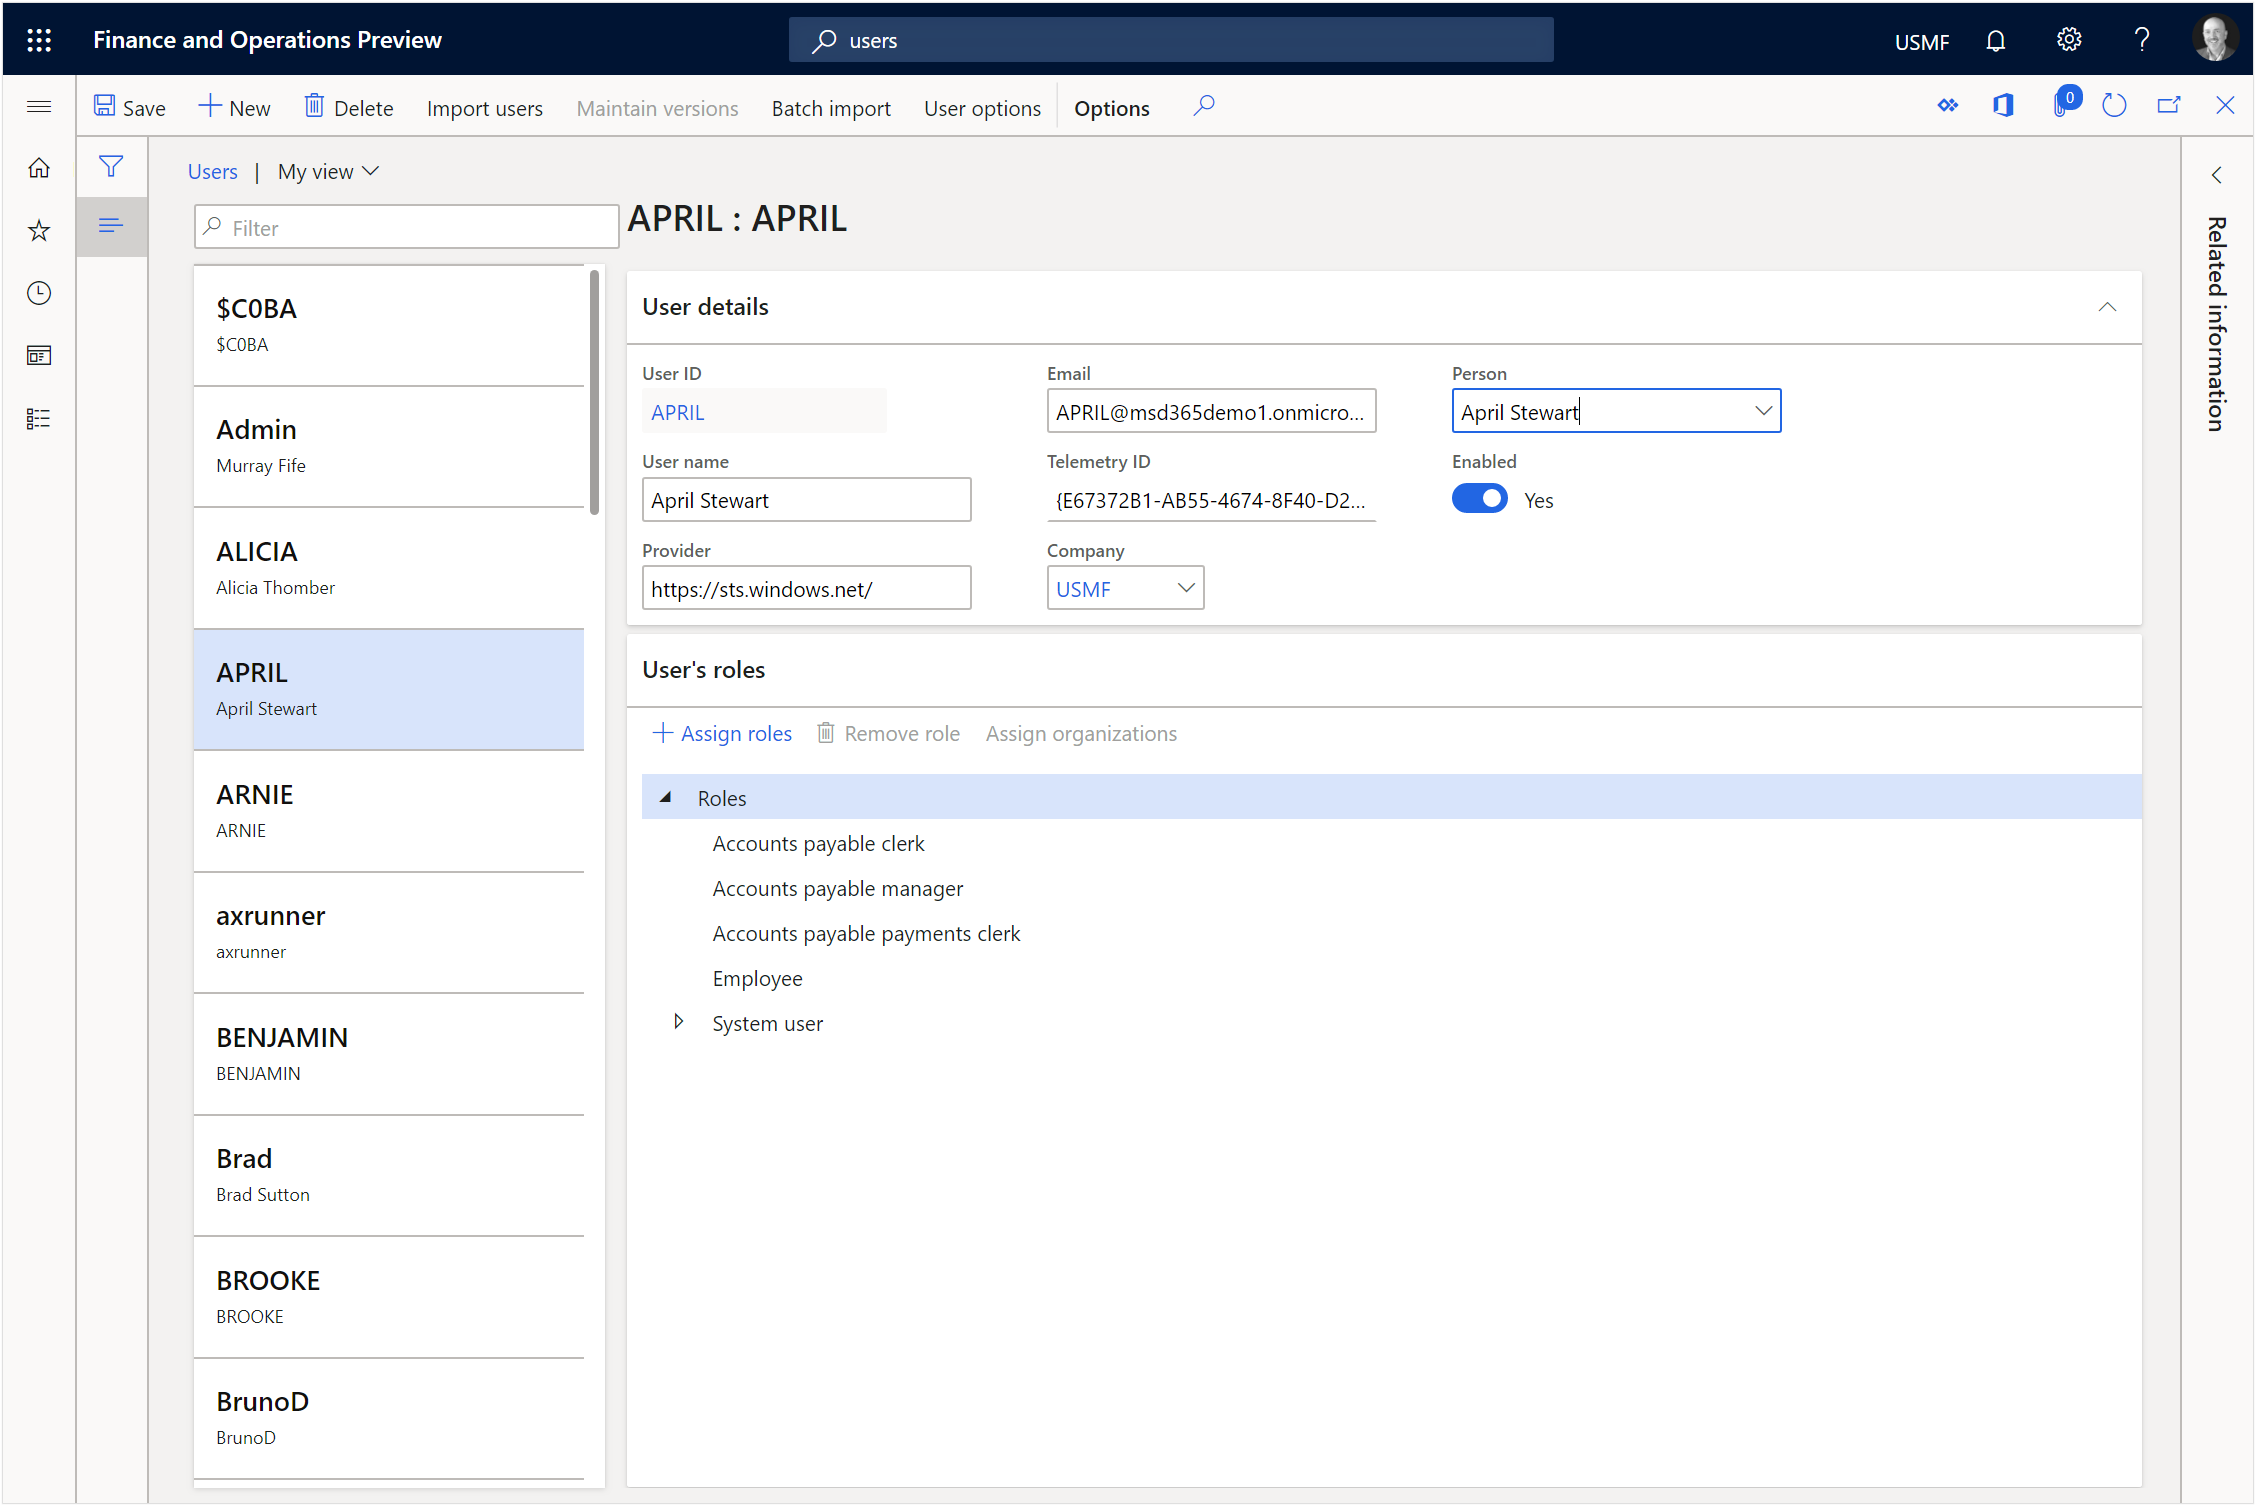 Finance and Operations Preview
users
USMF
Save
New
Delete
Import users
Maintain versions
Batch import
User options
Options
0
Users | My view
Filter
APRIL : APRIL
$C0BA
$C0BA
Admin
Murray Fife
ALICIA
Alicia Thomber
APRIL
April Stewart
ARNIE
ARNIE
axrunner
axrunner
BENJAMIN
BENJAMIN
Brad
Brad Sutton
BROOKE
BROOKE
BrunoD
BrunoD
User details
User ID
APRIL
Email
APRIL@msd365demo1.onmicro...
Person
April Stewart
User name
April Stewart
Telemetry ID
{E67372B1-AB55-4674-8F40-D2...
Enabled
Yes
Provider
https://sts.windows.net/
Company
USMF
User's roles
Assign roles
Remove role
Assign organizations
Roles
Accounts payable clerk
Accounts payable manager
Accounts payable payments clerk
Employee
System user
Related information